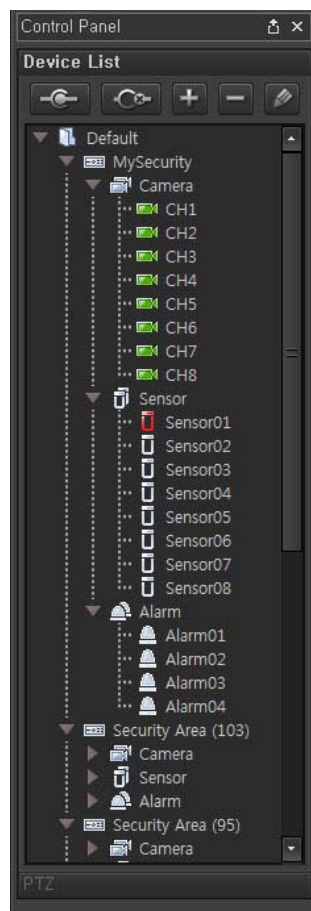 Control Panel
Device List
Default
MySecurity
Camera
CH1
CH2
CH3
CH4
CH5
CH6
CH7
CH8
Sensor
Sensor01
Sensor02
Sensor03
Sensor04
Sensor05
Sensor06
Sensor07
Sensor08
Alarm
Alarm01
Alarm02
Alarm03
Alarm04
Security Area (103)
Camera
Sensor
Alarm
Security Area (95)
Camera
PTZ